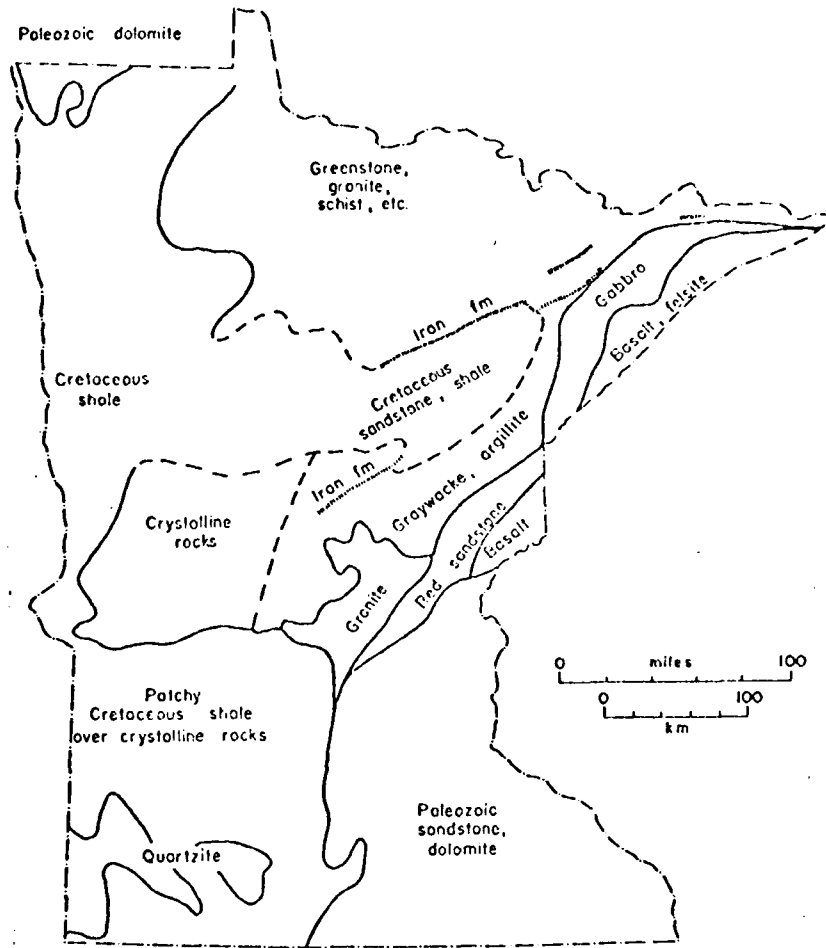 Paleozoic dolomite
Greenstone,
granite,
schist, etc.
Gabbro
Basalt, felsite
Iron fm
Cretaceous
shale
Cretaceous
sandstone, shale
Iron fm
Graywacke, argillite
Crystalline
rocks
Red sandstone
Basalt
Granite
0 miles 100
0 100
km
Patchy
Cretaceous shale
over crystalline rocks
Paleozoic
sandstone,
dolomite
Quartzite